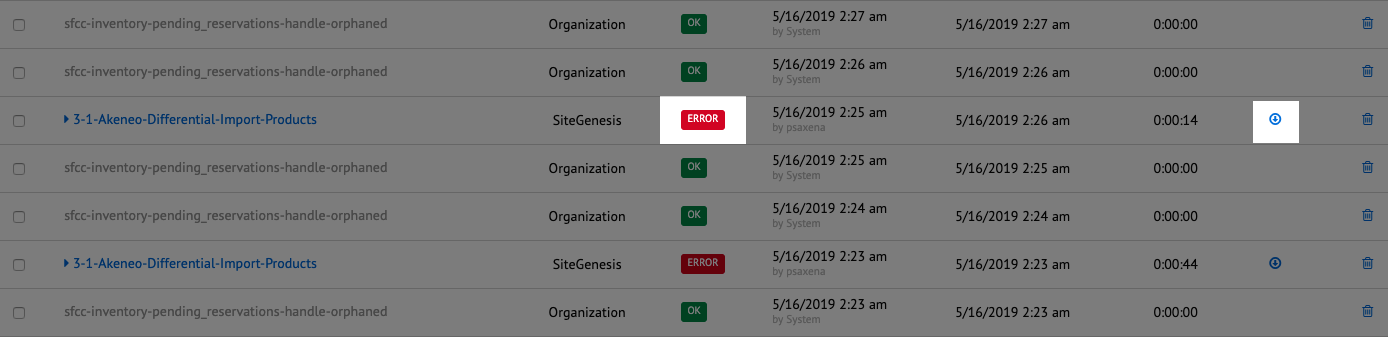 sfcc-inventory-pending_reservations-handle-orphaned Organization OK 5/16/2019 2:27 am 5/16/2019 2:27 am 0:00:00
by System
sfcc-inventory-pending_reservations-handle-orphaned Organization OK 5/16/2019 2:26 am 5/16/2019 2:26 am 0:00:00
by System
3-1-Akeneo-Differential-Import-Products SiteGenesis ERROR 5/16/2019 2:25 am 5/16/2019 2:26 am 0:00:14
by psaxena
sfcc-inventory-pending_reservations-handle-orphaned Organization OK 5/16/2019 2:25 am 5/16/2019 2:25 am 0:00:00
by System
sfcc-inventory-pending_reservations-handle-orphaned Organization OK 5/16/2019 2:24 am 5/16/2019 2:24 am 0:00:00
by System
3-1-Akeneo-Differential-Import-Products SiteGenesis ERROR 5/16/2019 2:23 am 5/16/2019 2:23 am 0:00:44
by psaxena
sfcc-inventory-pending_reservations-handle-orphaned Organization OK 5/16/2019 2:23 am 5/16/2019 2:23 am 0:00:00
by System